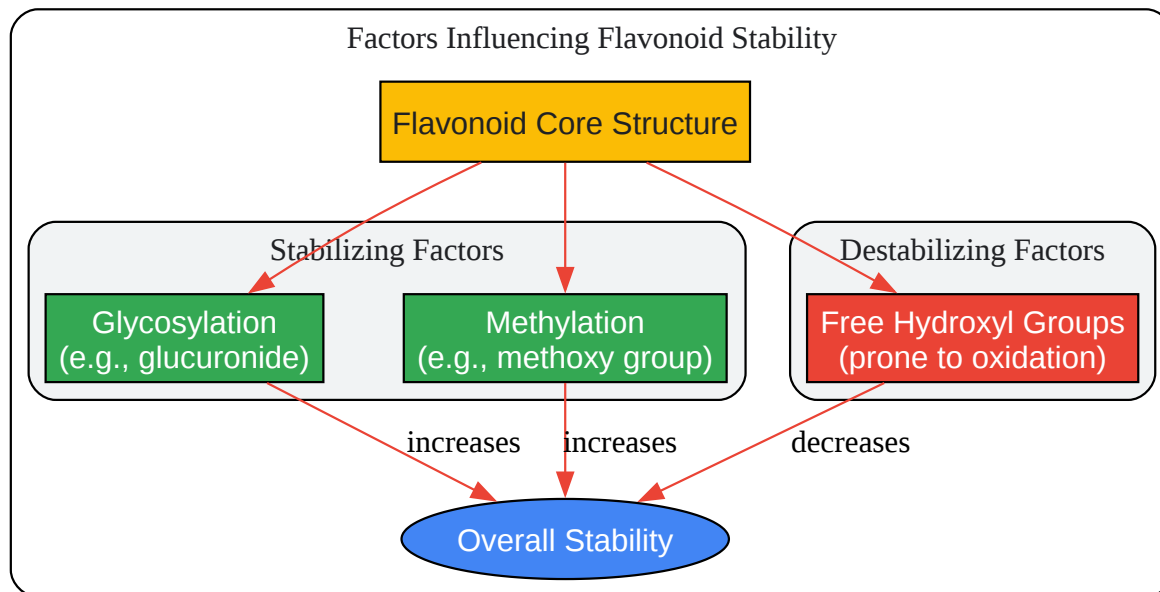 Factors Influencing Flavonoid Stability
Flavonoid Core Structure
Stabilizing Factors
Destabilizing Factors
Glycosylation
(e.g., glucuronide)
Methylation
(e.g., methoxy group)
Free Hydroxyl Groups
(prone to oxidation)
increases
increases
decreases
Overall Stability